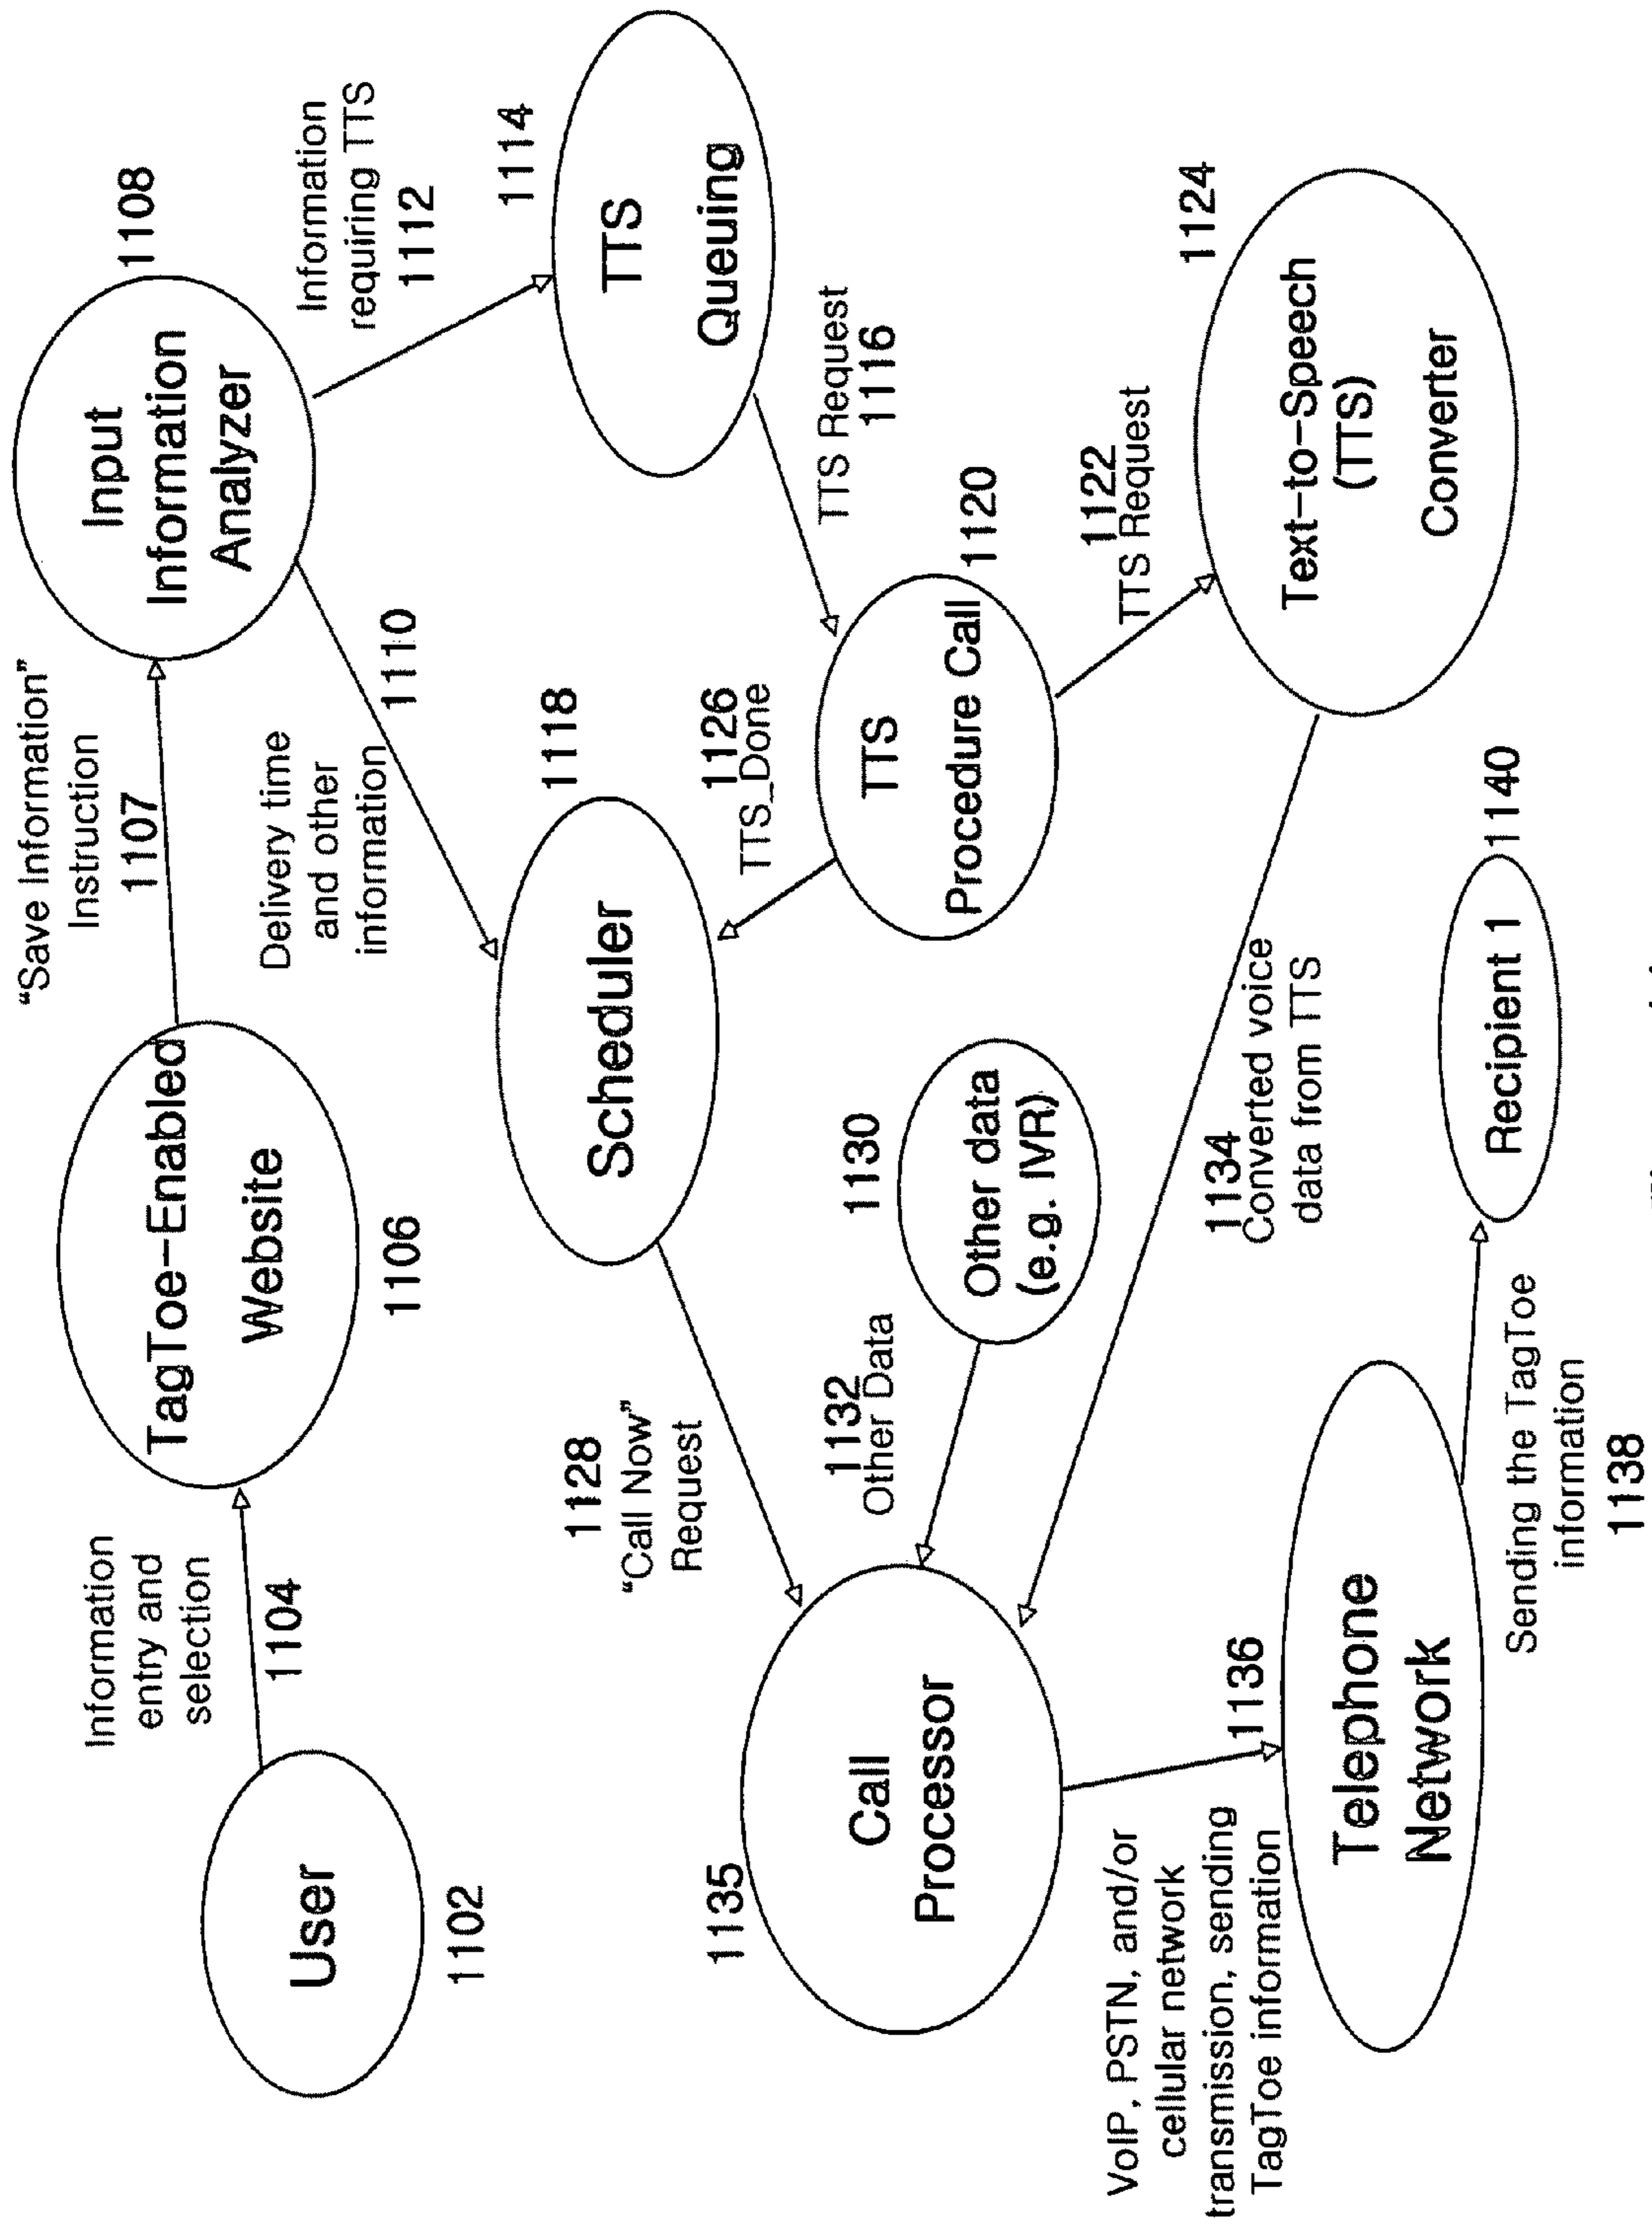 "Save Information"
Instruction
1107
Input
Information
Analyzer
1108
Information
entry and
selection
1104
TagToe-Enabled
Website
1106
User
1102
Delivery time
and other
information
1110
Information
requiring TTS
1112
1114
TTS
Queuing
Scheduler
1118
1128
"Call Now"
Request
1126
TTS_Done
TTS Request
1116
TTS
Procedure Call
1120
1122
TTS Request
1124
Text-to-Speech
(TTS)
Converter
1130
Other data
(e.g. IVR)
1132
Other Data
1135
Call
Processor
1134
Converted voice
data from TTS
VoIP, PSTN, and/or
cellular network
transmission, sending
TagToe information
1136
Telephone
Network
Sending the TagToe
information
1138
Recipient 1
1140